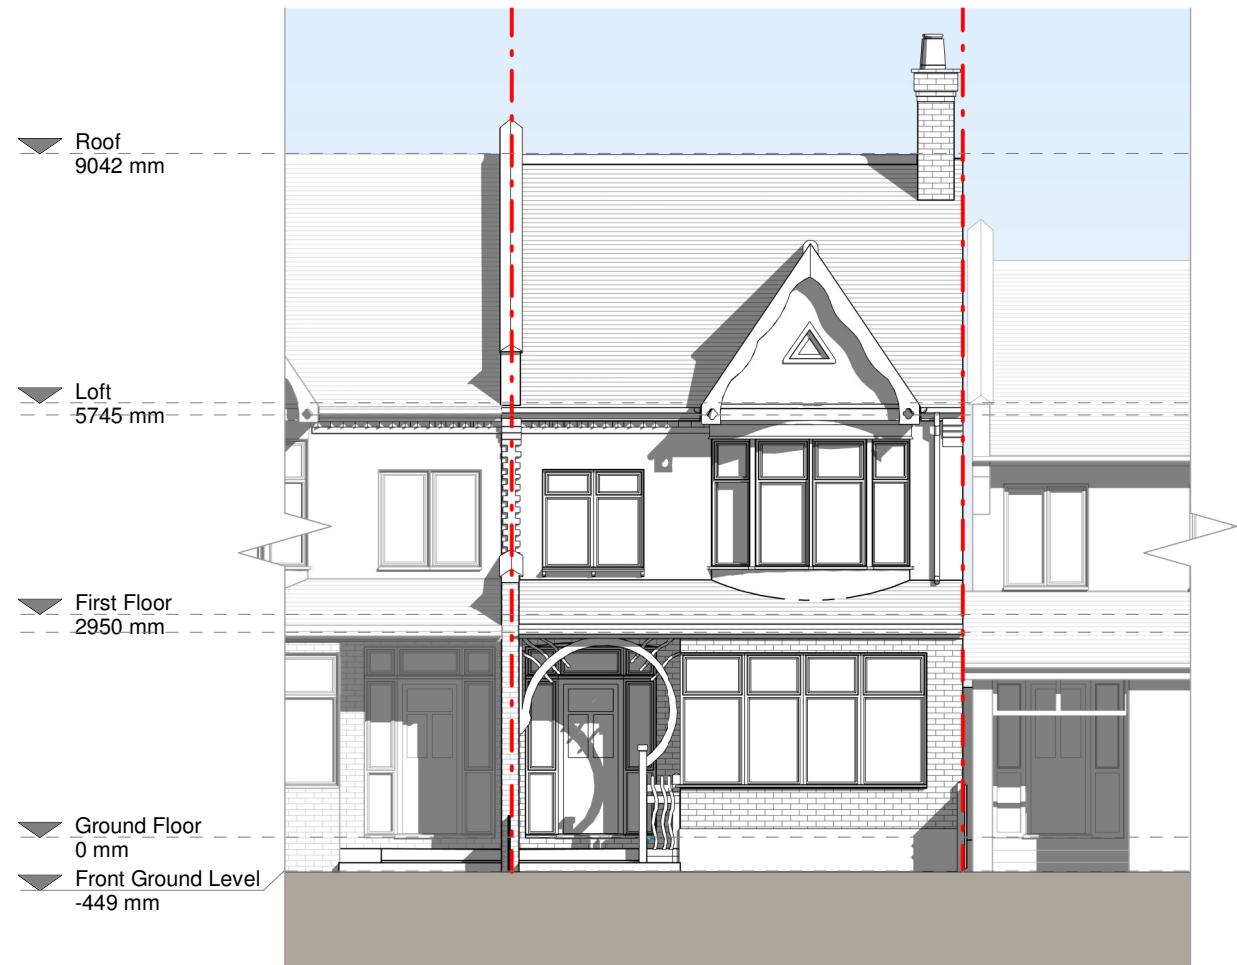 Roof
9042 mm
Loft
5745 mm
First Floor
2950 mm
Ground Floor
0 mm
Front Ground Level
-449 mm